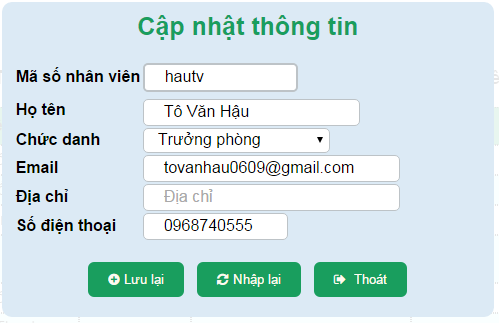 Cập nhật thông tin
Mã số nhân viên hautv
Họ tên Tô Văn Hậu
Chức danh Trưởng phòng
Email tovanhau0609@gmail.com
Địa chỉ Địa chỉ
Số điện thoại 0968740555
Lưu lại Nhập lại Thoát